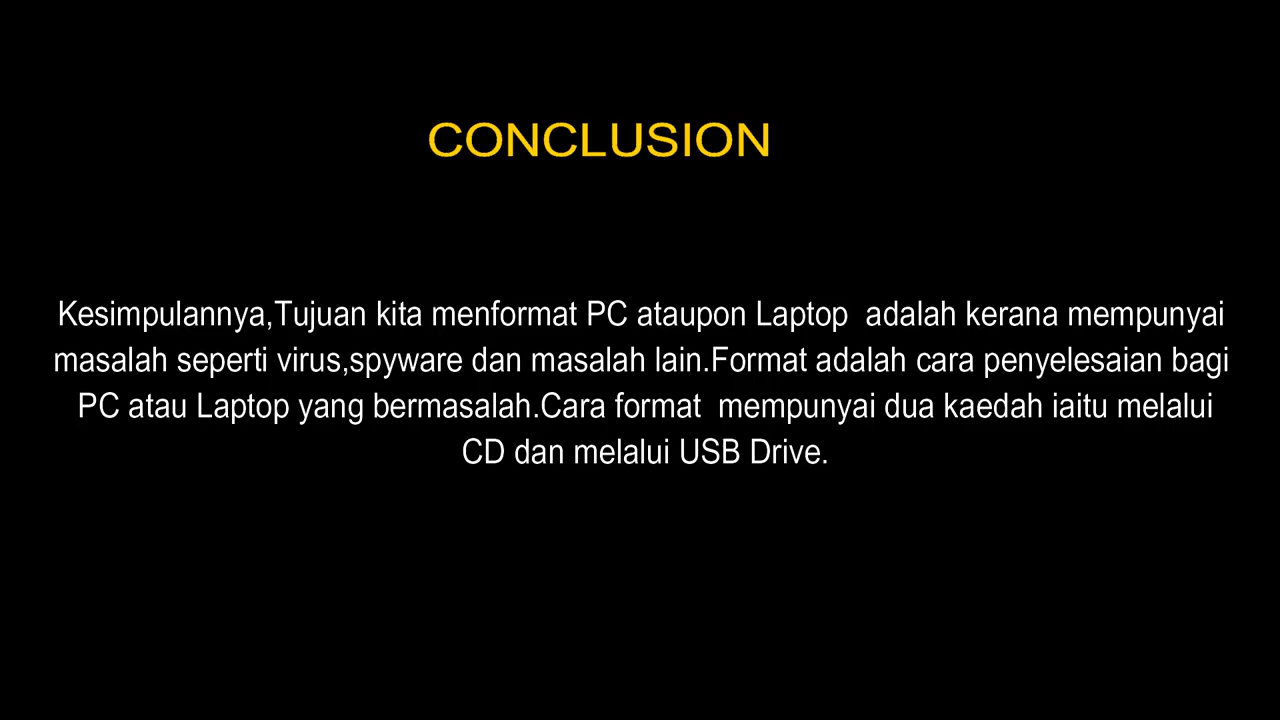 CONCLUSION
Kesimpulannya,Tujuan kita menformat PC ataupon Laptop  adalah kerana mempunyai
masalah seperti virus,spyware dan masalah lain.Format adalah cara penyelesaian bagi
PC atau Laptop yang bermasalah.Cara format  mempunyai dua kaedah iaitu melalui
CD dan melalui USB Drive.